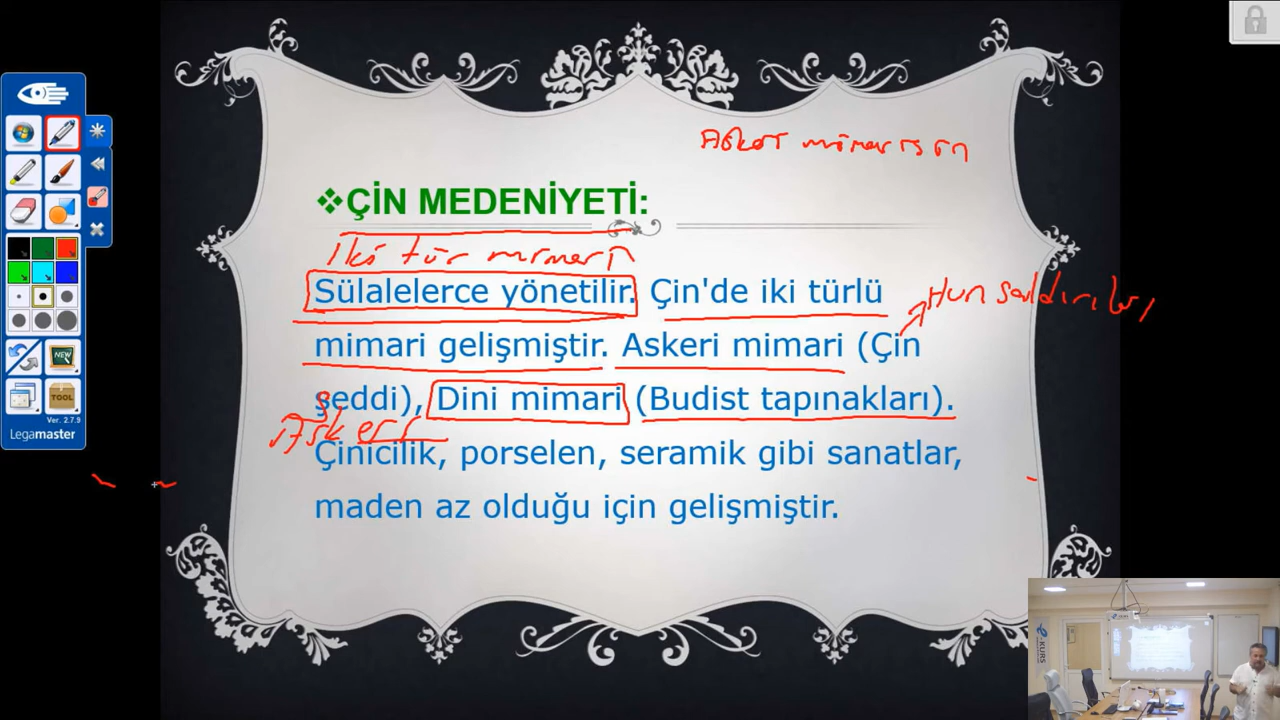 Asker mimarisin
❖ÇİN MEDENİYETİ:
İki tür mimari
Sülalelerce yönetilir. Çin'de iki türlü
Hun saldırıları
mimari gelişmiştir. Askeri mimari (Çin
şeddi), Dini mimari (Budist tapınakları).
Askeri
Çinicilik, porselen, seramik gibi sanatlar,
maden az olduğu için gelişmiştir.
NEW
TOOL
Ver. 2.7.9
Legamaster
e-KURS